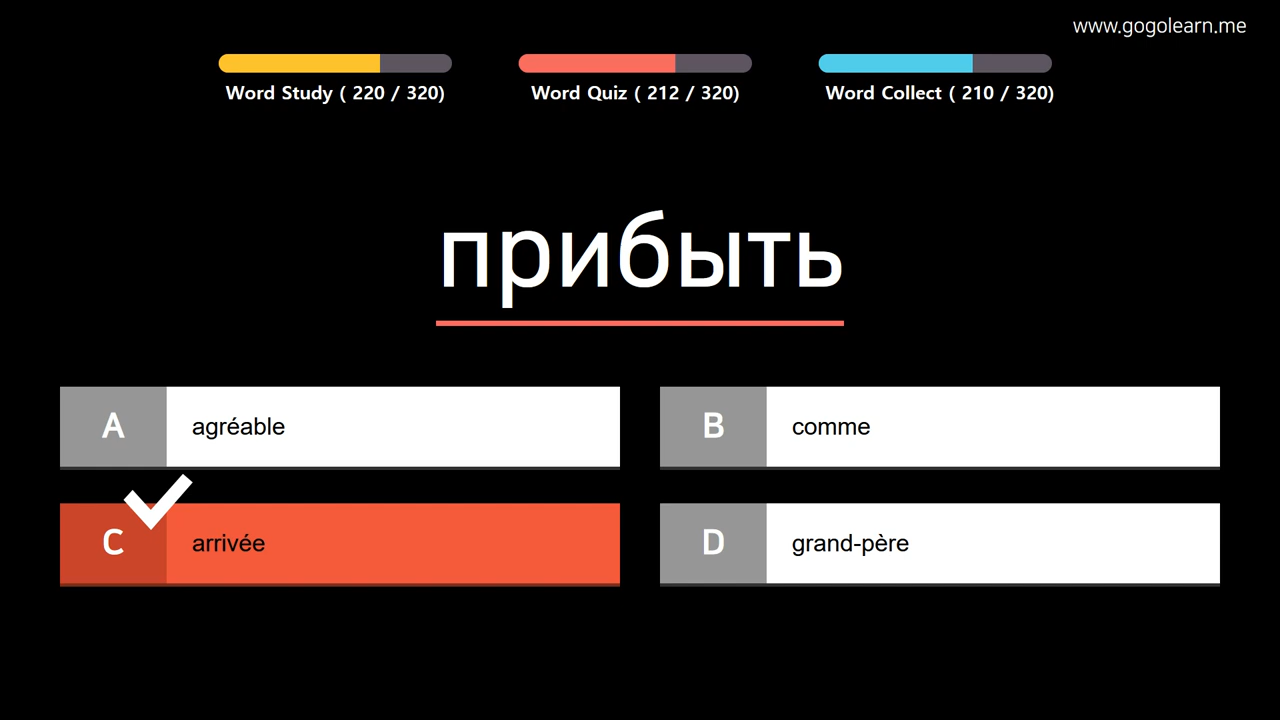 www.gogolearn.me
Word Study ( 220 / 320)
Word Quiz ( 212 / 320)
Word Collect ( 210 / 320)
прибыть
A agréable
B comme
C arrivée
D grand-père